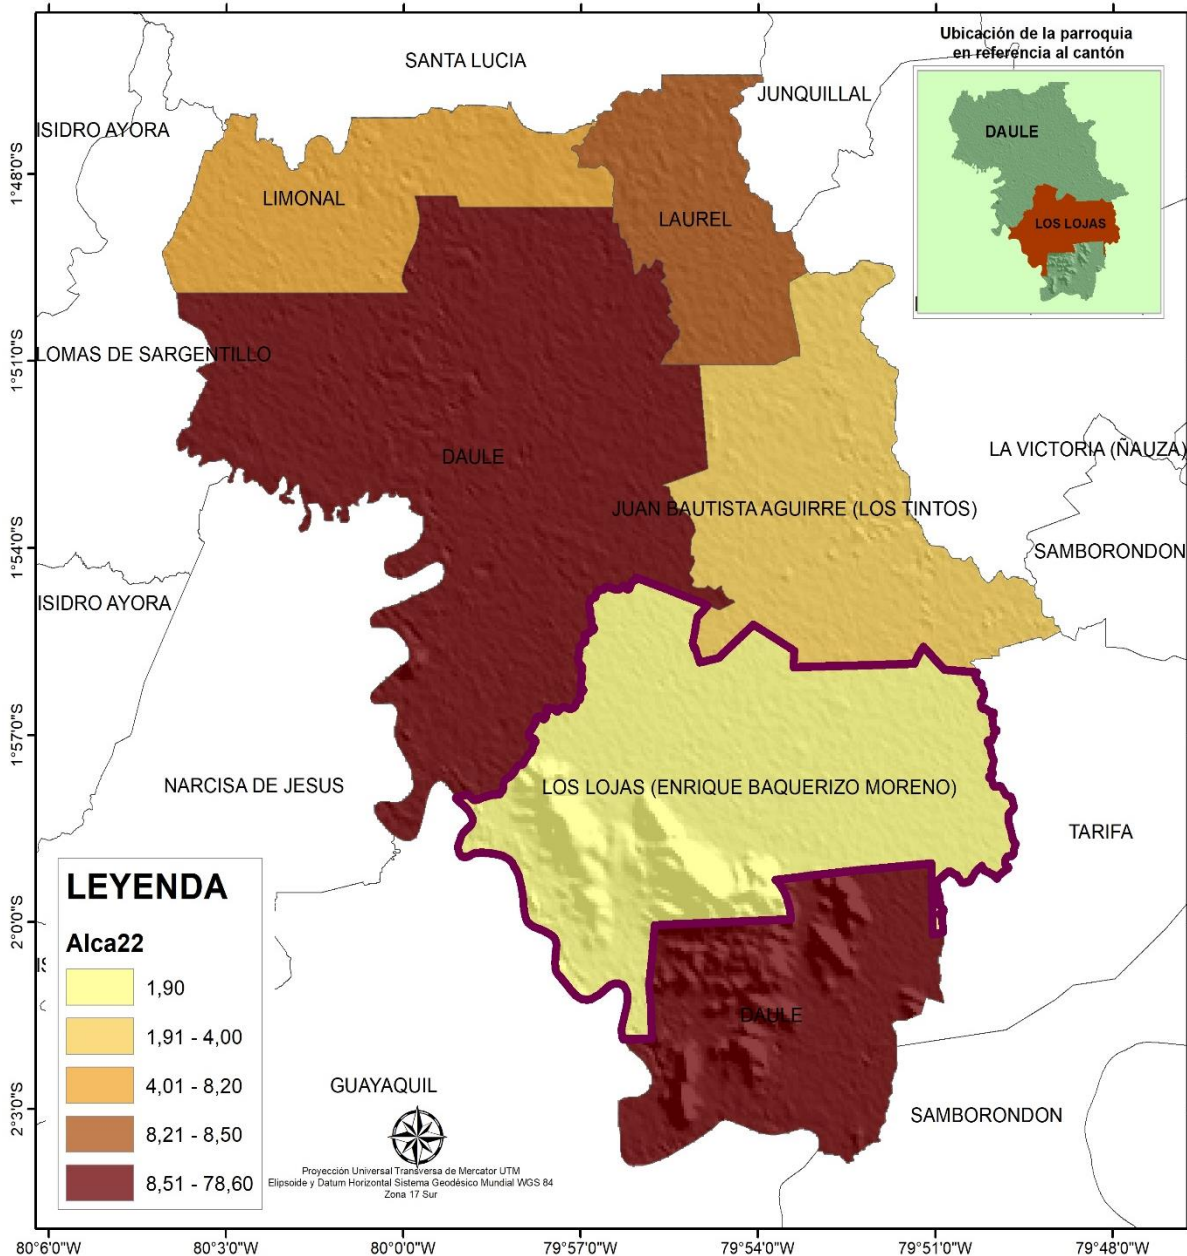 Ubicación de la parroquia
en referencia al cantón
DAULE
LOS LOJAS
SANTA LUCIA
JUNQUILLAL
ISIDRO AYORA
LIMONAL
LAUREL
LOMAS DE SARGENTILLO
DAULE
LA VICTORIA (ÑAUZA)
JUAN BAUTISTA AGUIRRE (LOS TINTOS)
SAMBORONDON
ISIDRO AYORA
NARCISA DE JESUS
LOS LOJAS (ENRIQUE BAQUERIZO MORENO)
TARIFA
DAULE
GUAYAQUIL
SAMBORONDON
LEYENDA
Alca22
1,90
1,91 - 4,00
4,01 - 8,20
8,21 - 8,50
8,51 - 78,60
Proyección Universal Transversa de Mercator UTM
Elipsoide y Datum Horizontal Sistema Geodésico Mundial WGS 84
Zona 17 Sur
1°48'0"S
1°51'0"S
1°54'0"S
1°57'0"S
2°0'0"S
2°3'0"S
80°6'0"W
80°3'0"W
80°0'0"W
79°57'0"W
79°54'0"W
79°51'0"W
79°48'0"W